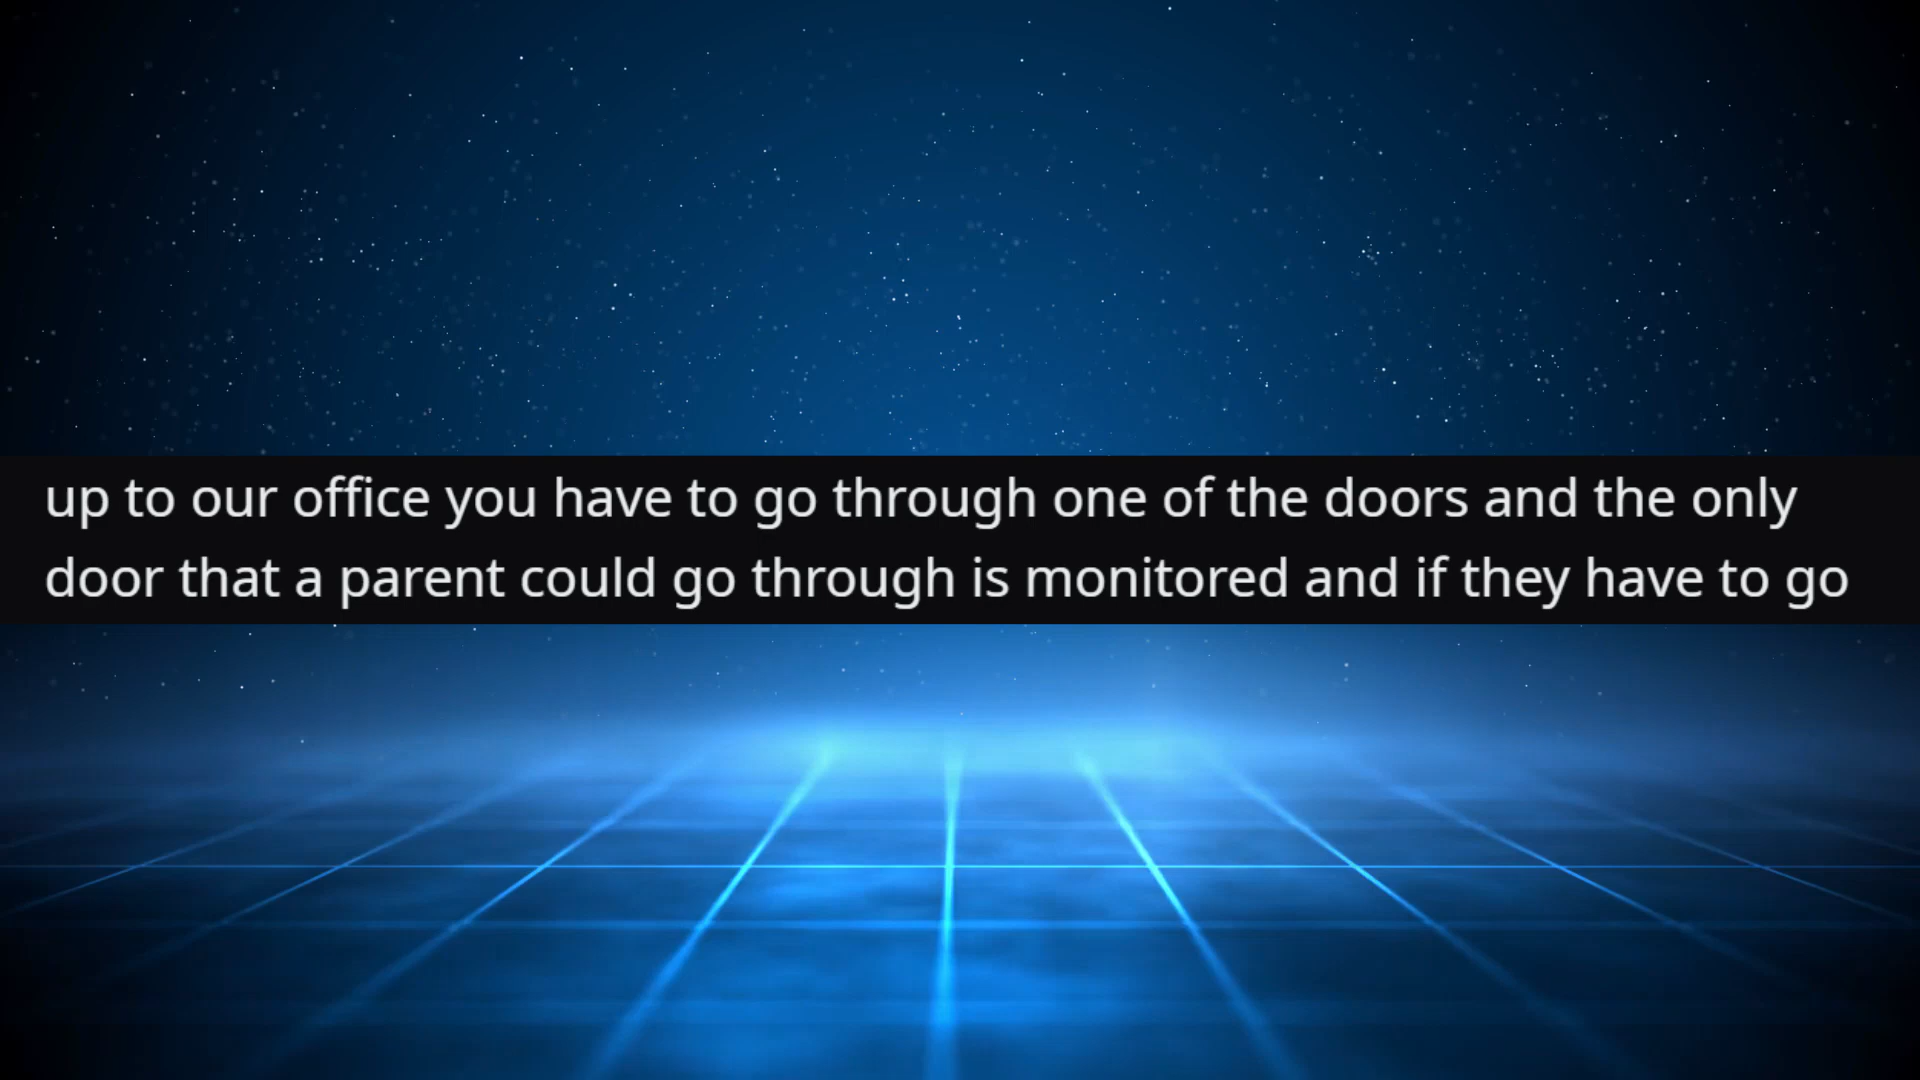 up to our office you have to go through one of the doors and the only
door that a parent could go through is monitored and if they have to go